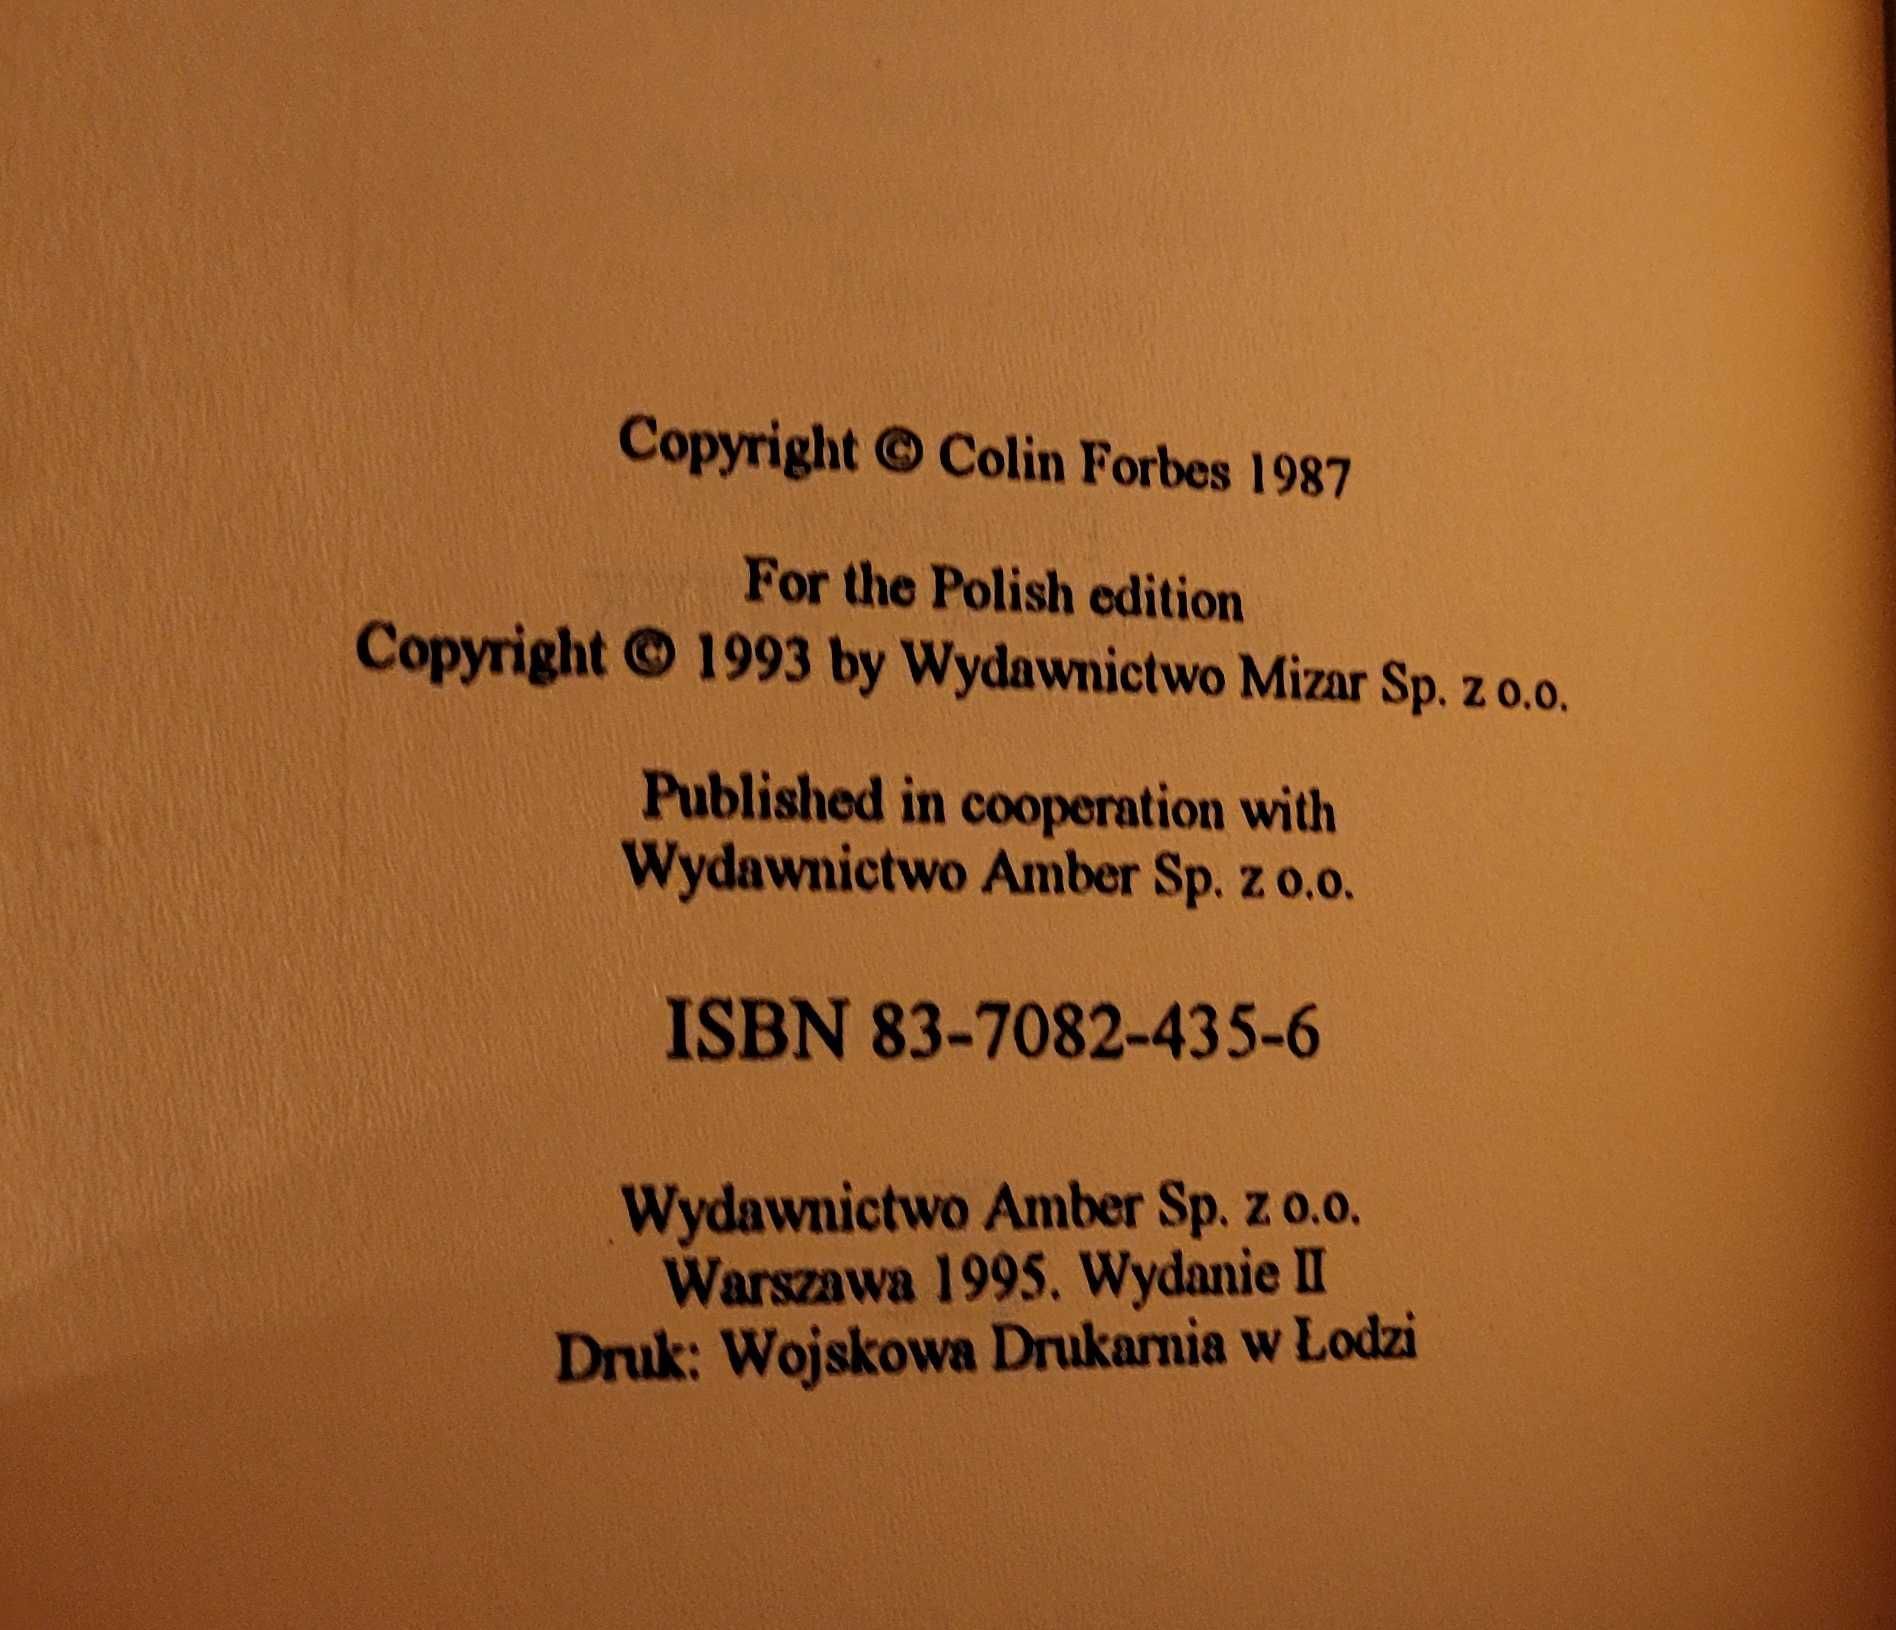 Copyright © Colin Forbes 1987
For the Polish edition
Copyright © 1993 by Wydawnictwo Mizar Sp. z o.o.
Published in cooperation with
Wydawnictwo Amber Sp. z o.o.
ISBN 83-7082-435-6
Wydawnictwo Amber Sp. z o.o.
Warszawa 1995. Wydanie II
Druk: Wojskowa Drukarnia w Łodzi